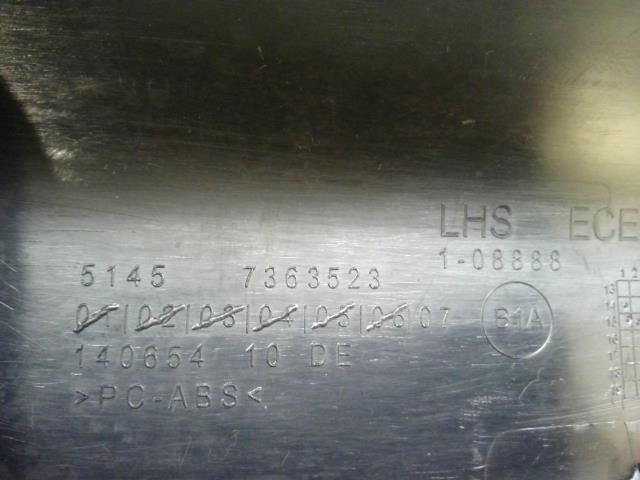 LHS ECE
1-08888
5145 7363523
01|02|03|04|05|06|07
B1A
140654 10 DE
>PC-ABS<